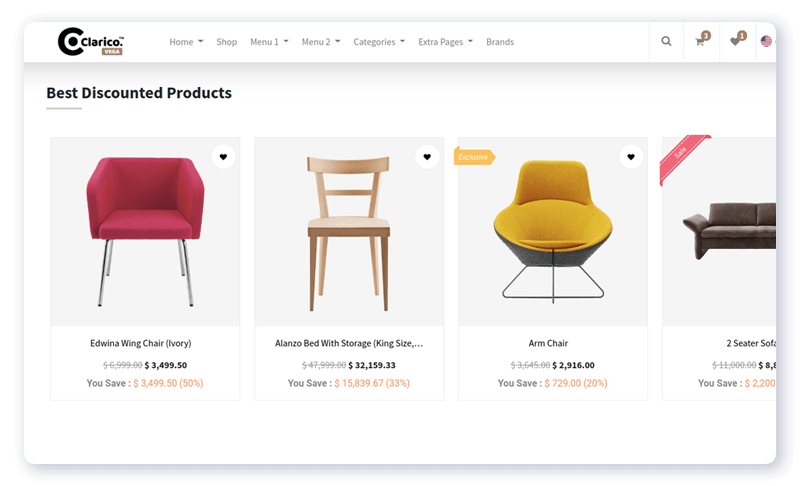 Clarico.™
VEGA
Home Shop Menu 1 Menu 2 Categories Extra Pages Brands
3
1
Best Discounted Products
Exclusive
Sale
Edwina Wing Chair (Ivory)
$ 6,999.00 $ 3,499.50
You Save : $ 3,499.50 (50%)
Alanzo Bed With Storage (King Size,...
$ 47,999.00 $ 32,159.33
You Save : $ 15,839.67 (33%)
Arm Chair
$ 3,645.00 $ 2,916.00
You Save : $ 729.00 (20%)
2 Seater Sofa
$ 11,000.00 $ 8,8
You Save : $ 2,200